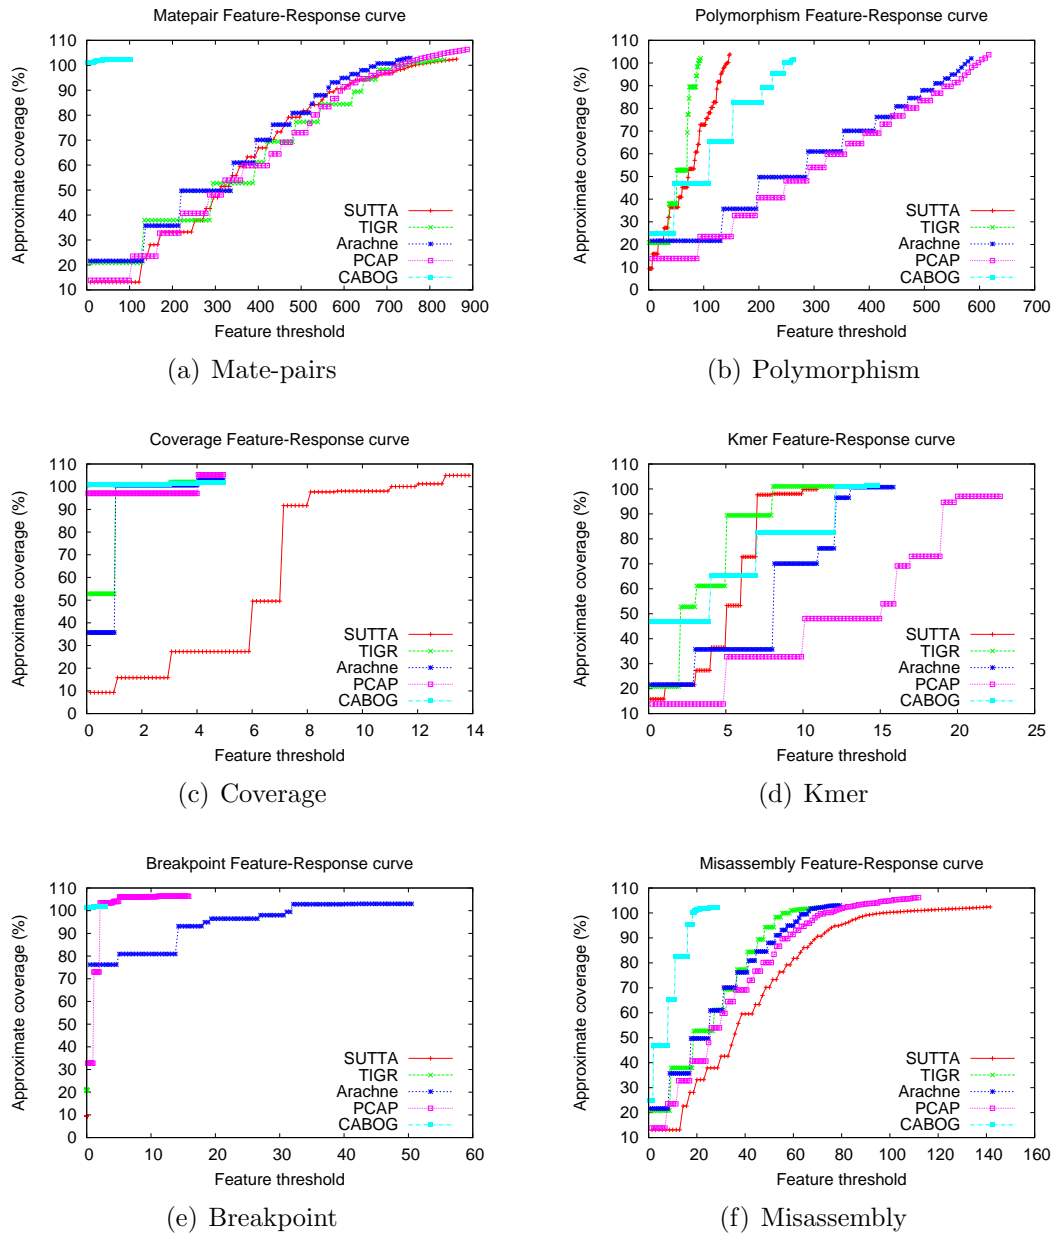 Matepair Feature-Response curve
Approximate coverage (%)
110
100
90
80
70
60
50
40
30
20
10
SUTTA
TIGR
Arachne
PCAP
CABOG
0 100 200 300 400 500 600 700 800 900
Feature threshold
(a) Mate-pairs
Polymorphism Feature-Response curve
Approximate coverage (%)
110
100
90
80
70
60
50
40
30
20
10
0
SUTTA
TIGR
Arachne
PCAP
CABOG
0 100 200 300 400 500 600 700
Feature threshold
(b) Polymorphism
Coverage Feature-Response curve
Approximate coverage (%)
110
100
90
80
70
60
50
40
30
20
10
0
SUTTA
TIGR
Arachne
PCAP
CABOG
0 2 4 6 8 10 12 14
Feature threshold
(c) Coverage
Kmer Feature-Response curve
Approximate coverage (%)
110
100
90
80
70
60
50
40
30
20
10
SUTTA
TIGR
Arachne
PCAP
CABOG
0 5 10 15 20 25
Feature threshold
(d) Kmer
Breakpoint Feature-Response curve
Approximate coverage (%)
110
100
90
80
70
60
50
40
30
20
10
0
SUTTA
TIGR
Arachne
PCAP
CABOG
0 10 20 30 40 50 60
Feature threshold
(e) Breakpoint
Misassembly Feature-Response curve
Approximate coverage (%)
110
100
90
80
70
60
50
40
30
20
10
SUTTA
TIGR
Arachne
PCAP
CABOG
0 20 40 60 80 100 120 140 160
Feature threshold
(f) Misassembly